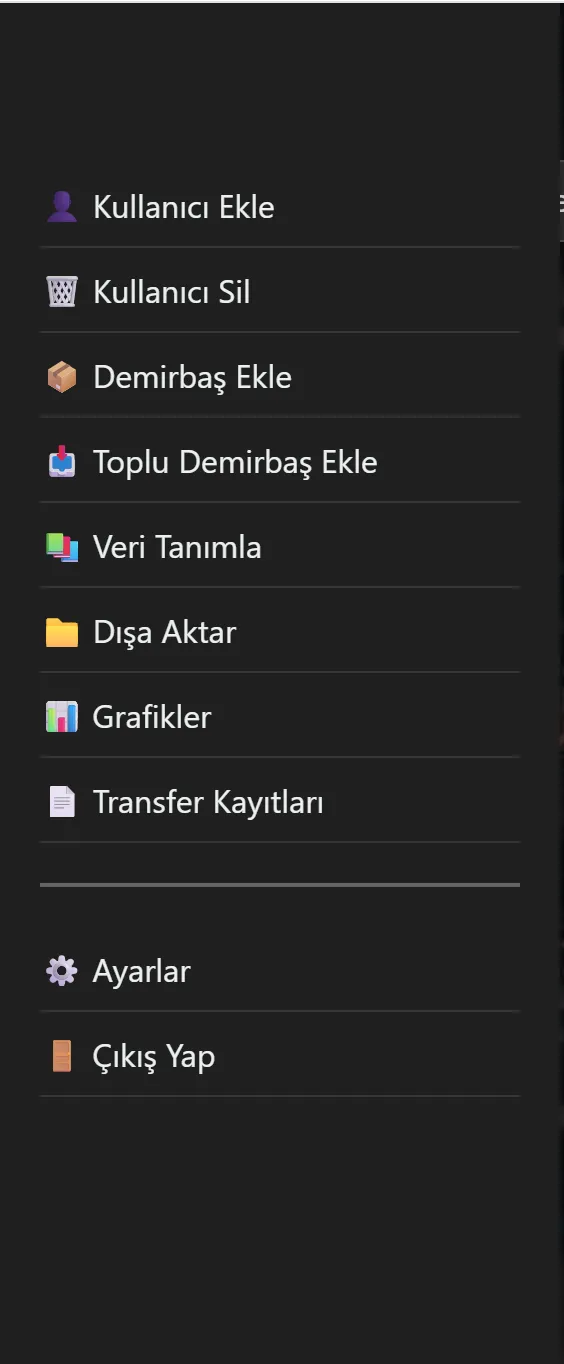 Kullanıcı Ekle
Kullanıcı Sil
Demirbaş Ekle
Toplu Demirbaş Ekle
Veri Tanımla
Dışa Aktar
Grafikler
Transfer Kayıtları
Ayarlar
Çıkış Yap